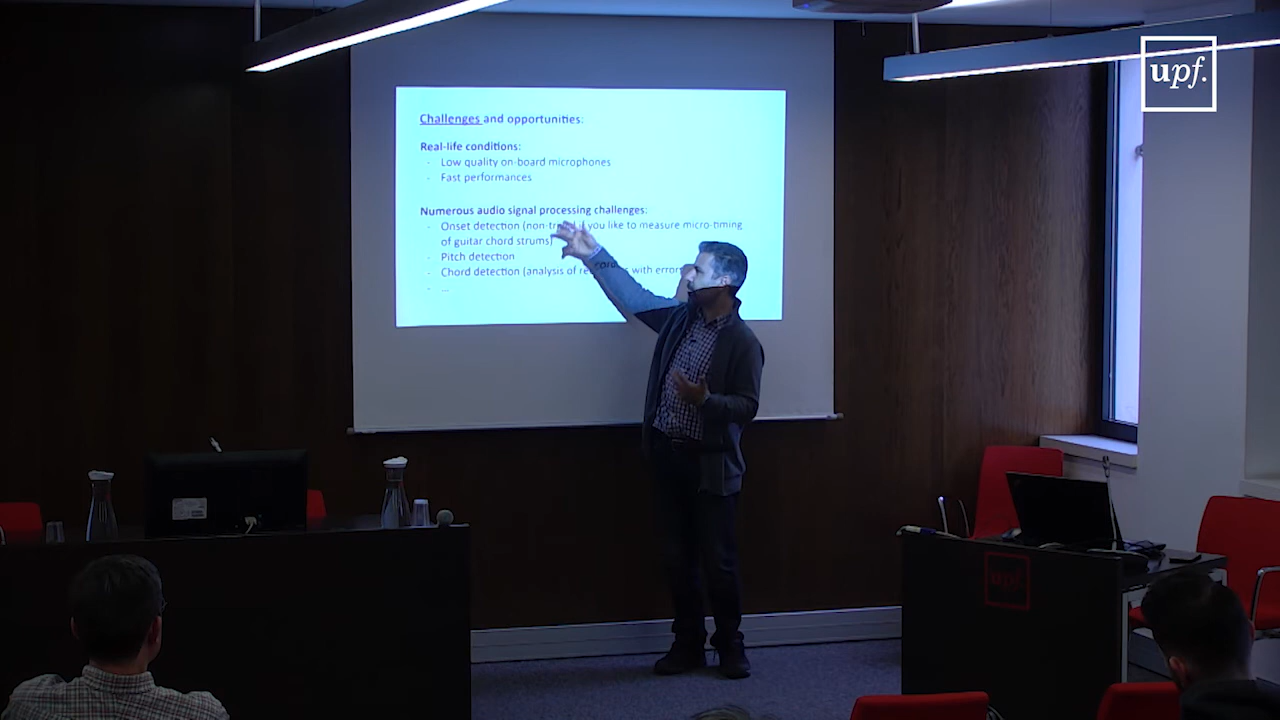 upf.
Challenges and opportunities:
Real-life conditions:
- Low quality on-board microphones
- Fast performances
Numerous audio signal processing challenges:
- Onset detection (non- if you like to measure micro-timing
of guitar chord strums)
- Pitch detection
- Chord detection (analysis of with
- ...
upf.